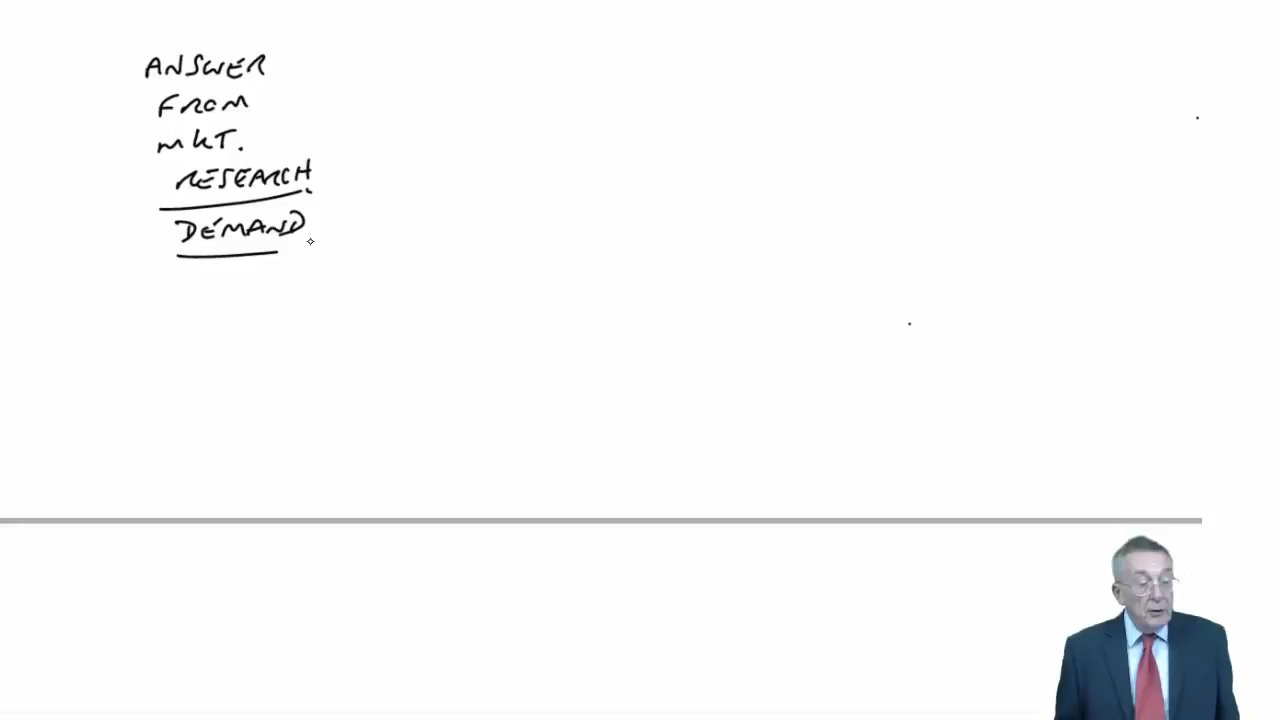 ANSWER
FROM
MKT.
RESEARCH.
DEMAND